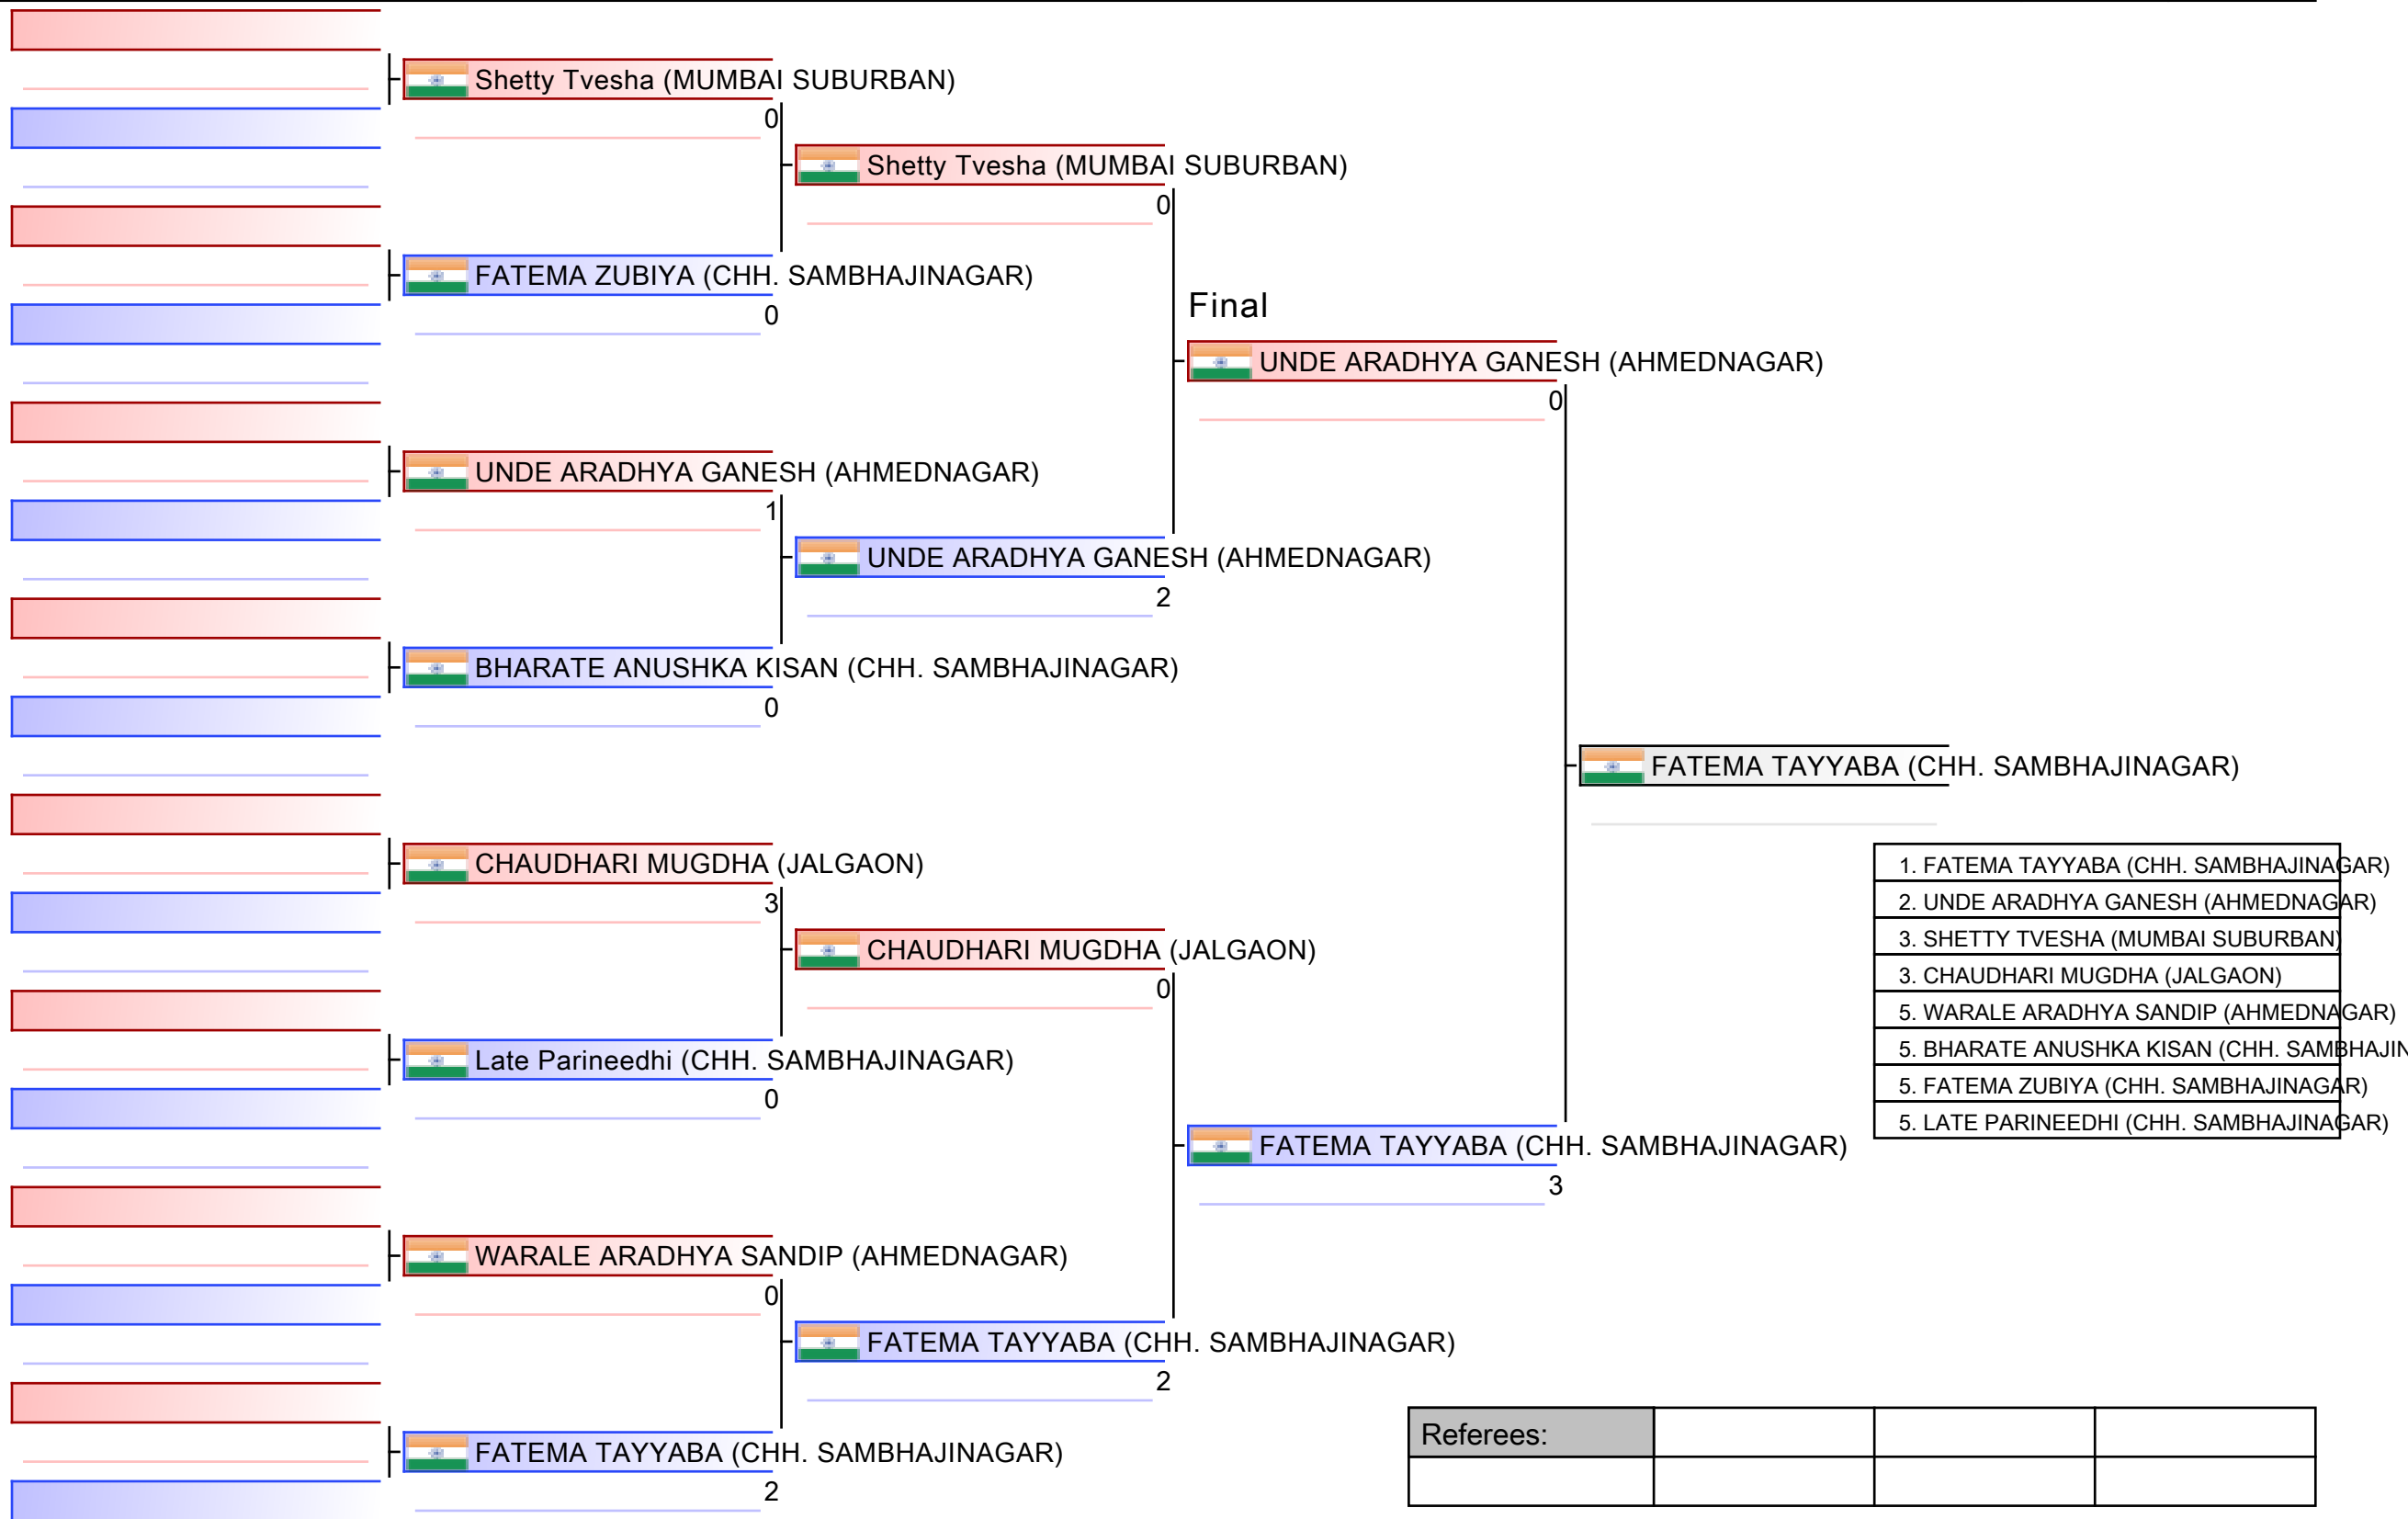 Shetty Tvesha (MUMBAI SUBURBAN)
0
Shetty Tvesha (MUMBAI SUBURBAN)
0
FATEMA ZUBIYA (CHH. SAMBHAJINAGAR)
0
Final
UNDE ARADHYA GANESH (AHMEDNAGAR)
0
UNDE ARADHYA GANESH (AHMEDNAGAR)
1
UNDE ARADHYA GANESH (AHMEDNAGAR)
2
BHARATE ANUSHKA KISAN (CHH. SAMBHAJINAGAR)
0
FATEMA TAYYABA (CHH. SAMBHAJINAGAR)
CHAUDHARI MUGDHA (JALGAON)
3
CHAUDHARI MUGDHA (JALGAON)
0
Late Parineedhi (CHH. SAMBHAJINAGAR)
0
1. FATEMA TAYYABA (CHH. SAMBHAJINAGAR)
2. UNDE ARADHYA GANESH (AHMEDNAGAR)
3. SHETTY TVESHA (MUMBAI SUBURBAN)
3. CHAUDHARI MUGDHA (JALGAON)
5. WARALE ARADHYA SANDIP (AHMEDNAGAR)
5. BHARATE ANUSHKA KISAN (CHH. SAMBHAJIN
5. FATEMA ZUBIYA (CHH. SAMBHAJINAGAR)
5. LATE PARINEEDHI (CHH. SAMBHAJINAGAR)
FATEMA TAYYABA (CHH. SAMBHAJINAGAR)
3
WARALE ARADHYA SANDIP (AHMEDNAGAR)
0
FATEMA TAYYABA (CHH. SAMBHAJINAGAR)
2
FATEMA TAYYABA (CHH. SAMBHAJINAGAR)
2
Referees: